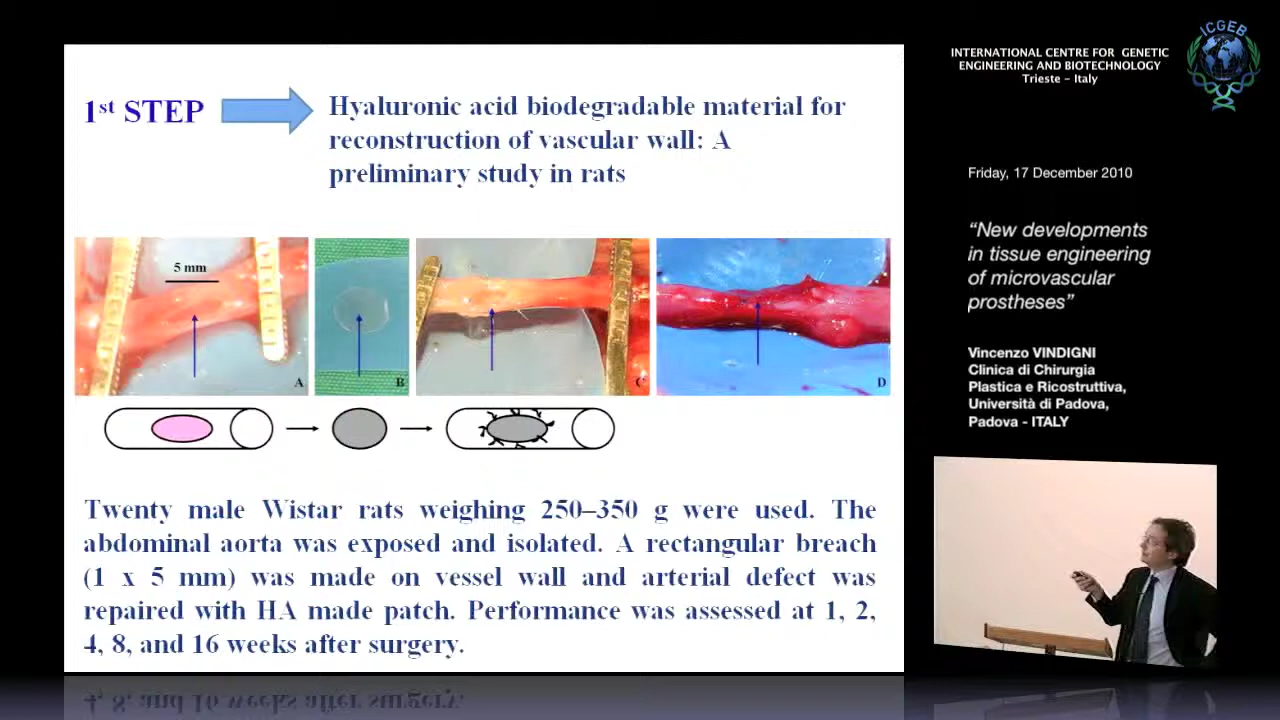 1st STEP
Hyaluronic acid biodegradable material for
reconstruction of vascular wall: A
preliminary study in rats
5 mm
A
B
C
D
Twenty male Wistar rats weighing 250–350 g were used. The
abdominal aorta was exposed and isolated. A rectangular breach
(1 x 5 mm) was made on vessel wall and arterial defect was
repaired with HA made patch. Performance was assessed at 1, 2,
4, 8, and 16 weeks after surgery.
INTERNATIONAL CENTRE FOR GENETIC
ENGINEERING AND BIOTECHNOLOGY
Trieste – Italy
ICGEB
Friday, 17 December 2010
“New developments
in tissue engineering
of microvascular
prostheses”
Vincenzo VINDIGNI
Clinica di Chirurgia
Plastica e Ricostruttiva,
Università di Padova,
Padova - ITALY